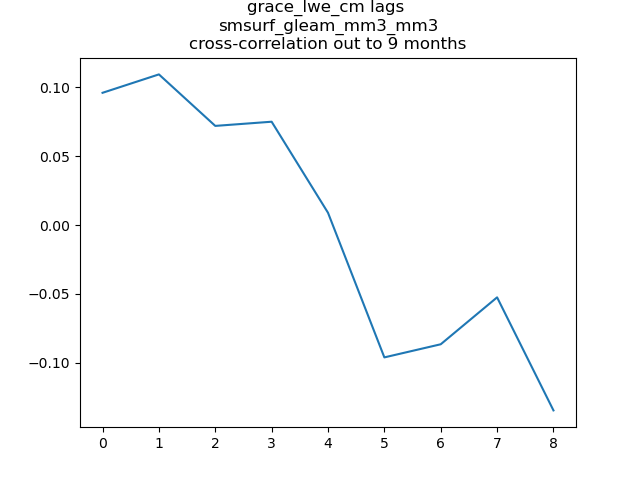 grace_lwe_cm lags
smsurf_gleam_mm3_mm3
cross-correlation out to 9 months
0.10
0.05
0.00
−0.05
−0.10
0 1 2 3 4 5 6 7 8